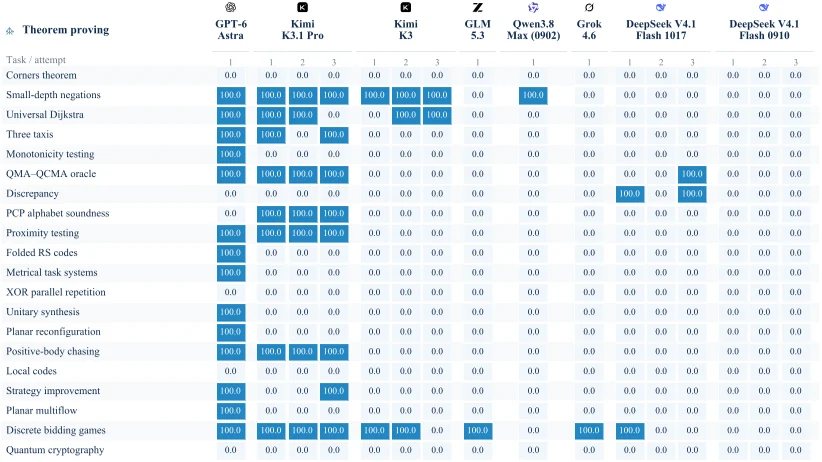 Theorem proving GPT-6 Astra Kimi K3.1 Pro Kimi K3 GLM 5.3 Qwen3.8 Max (0902) Grok 4.6 DeepSeek V4.1 Flash 1017 DeepSeek V4.1 Flash 0910
Task / attempt 1 1 2 3 1 2 3 1 1 1 1 2 3 1 2 3
Corners theorem 0.0 0.0 0.0 0.0 0.0 0.0 0.0 0.0 0.0 0.0 0.0 0.0 0.0 0.0 0.0 0.0
Small-depth negations 100.0 100.0 100.0 100.0 100.0 100.0 100.0 0.0 100.0 0.0 0.0 0.0 0.0 0.0 0.0 0.0
Universal Dijkstra 100.0 100.0 100.0 0.0 0.0 100.0 100.0 0.0 0.0 0.0 0.0 0.0 0.0 0.0 0.0 0.0
Three taxis 100.0 100.0 0.0 100.0 0.0 0.0 0.0 0.0 0.0 0.0 0.0 0.0 0.0 0.0 0.0 0.0
Monotonicity testing 100.0 0.0 0.0 0.0 0.0 0.0 0.0 0.0 0.0 0.0 0.0 0.0 0.0 0.0 0.0 0.0
QMA–QCMA oracle 100.0 100.0 100.0 100.0 0.0 0.0 0.0 0.0 0.0 0.0 0.0 0.0 100.0 0.0 0.0 0.0
Discrepancy 0.0 0.0 0.0 0.0 0.0 0.0 0.0 0.0 0.0 0.0 100.0 0.0 100.0 0.0 0.0 0.0
PCP alphabet soundness 0.0 100.0 100.0 100.0 0.0 0.0 0.0 0.0 0.0 0.0 0.0 0.0 0.0 0.0 0.0 0.0
Proximity testing 100.0 100.0 100.0 100.0 0.0 0.0 0.0 0.0 0.0 0.0 0.0 0.0 0.0 0.0 0.0 0.0
Folded RS codes 100.0 0.0 0.0 0.0 0.0 0.0 0.0 0.0 0.0 0.0 0.0 0.0 0.0 0.0 0.0 0.0
Metrical task systems 100.0 0.0 0.0 0.0 0.0 0.0 0.0 0.0 0.0 0.0 0.0 0.0 0.0 0.0 0.0 0.0
XOR parallel repetition 0.0 0.0 0.0 0.0 0.0 0.0 0.0 0.0 0.0 0.0 0.0 0.0 0.0 0.0 0.0 0.0
Unitary synthesis 100.0 0.0 0.0 0.0 0.0 0.0 0.0 0.0 0.0 0.0 0.0 0.0 0.0 0.0 0.0 0.0
Planar reconfiguration 100.0 0.0 0.0 0.0 0.0 0.0 0.0 0.0 0.0 0.0 0.0 0.0 0.0 0.0 0.0 0.0
Positive-body chasing 100.0 100.0 100.0 100.0 0.0 0.0 0.0 0.0 0.0 0.0 0.0 0.0 0.0 0.0 0.0 0.0
Local codes 0.0 0.0 0.0 0.0 0.0 0.0 0.0 0.0 0.0 0.0 0.0 0.0 0.0 0.0 0.0 0.0
Strategy improvement 100.0 0.0 0.0 100.0 0.0 0.0 0.0 0.0 0.0 0.0 0.0 0.0 0.0 0.0 0.0 0.0
Planar multiflow 100.0 0.0 0.0 0.0 0.0 0.0 0.0 0.0 0.0 0.0 0.0 0.0 0.0 0.0 0.0 0.0
Discrete bidding games 100.0 100.0 100.0 100.0 100.0 100.0 0.0 100.0 0.0 100.0 100.0 0.0 0.0 0.0 0.0 0.0
Quantum cryptography 0.0 0.0 0.0 0.0 0.0 0.0 0.0 0.0 0.0 0.0 0.0 0.0 0.0 0.0 0.0 0.0